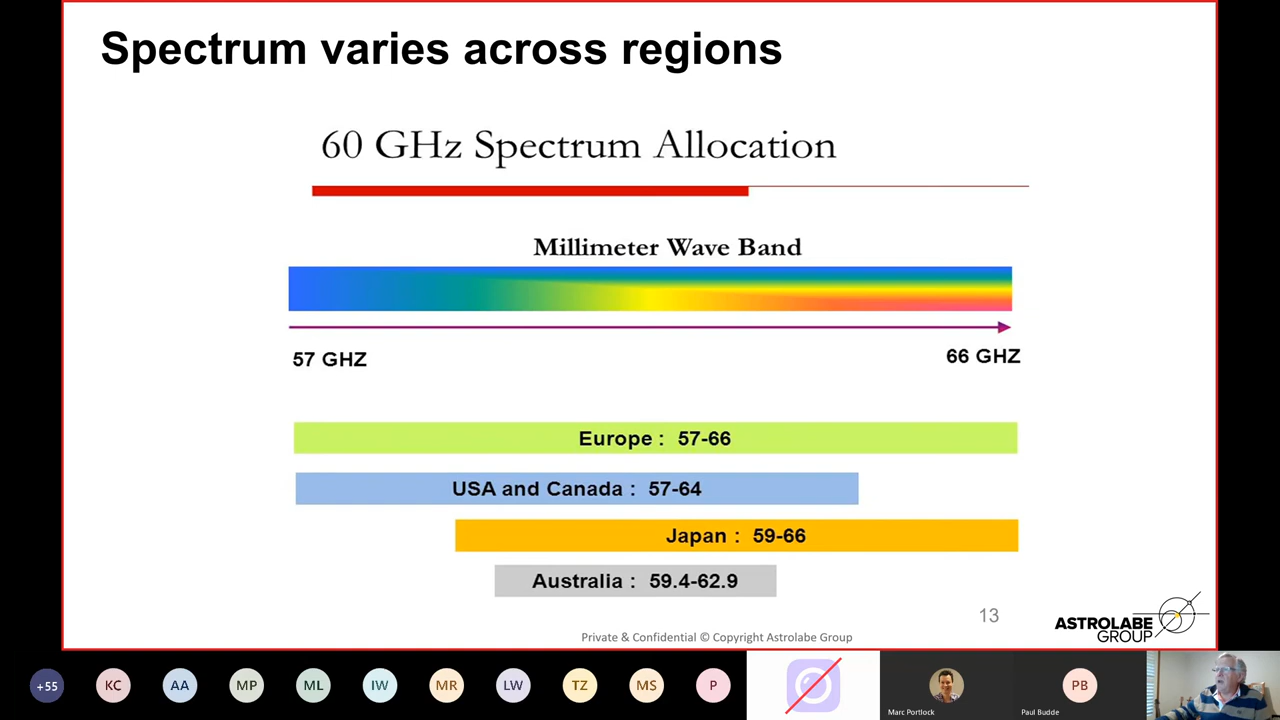 Spectrum varies across regions
60 GHz Spectrum Allocation
Millimeter Wave Band
57 GHZ
66 GHZ
Europe : 57-66
USA and Canada : 57-64
Japan : 59-66
Australia : 59.4-62.9
13
ASTROLABE
GROUP
Private & Confidential © Copyright Astrolabe Group
+55
KC
AA
MP
ML
IW
MR
LW
TZ
MS
P
PB
Marc Portlock
Paul Budde